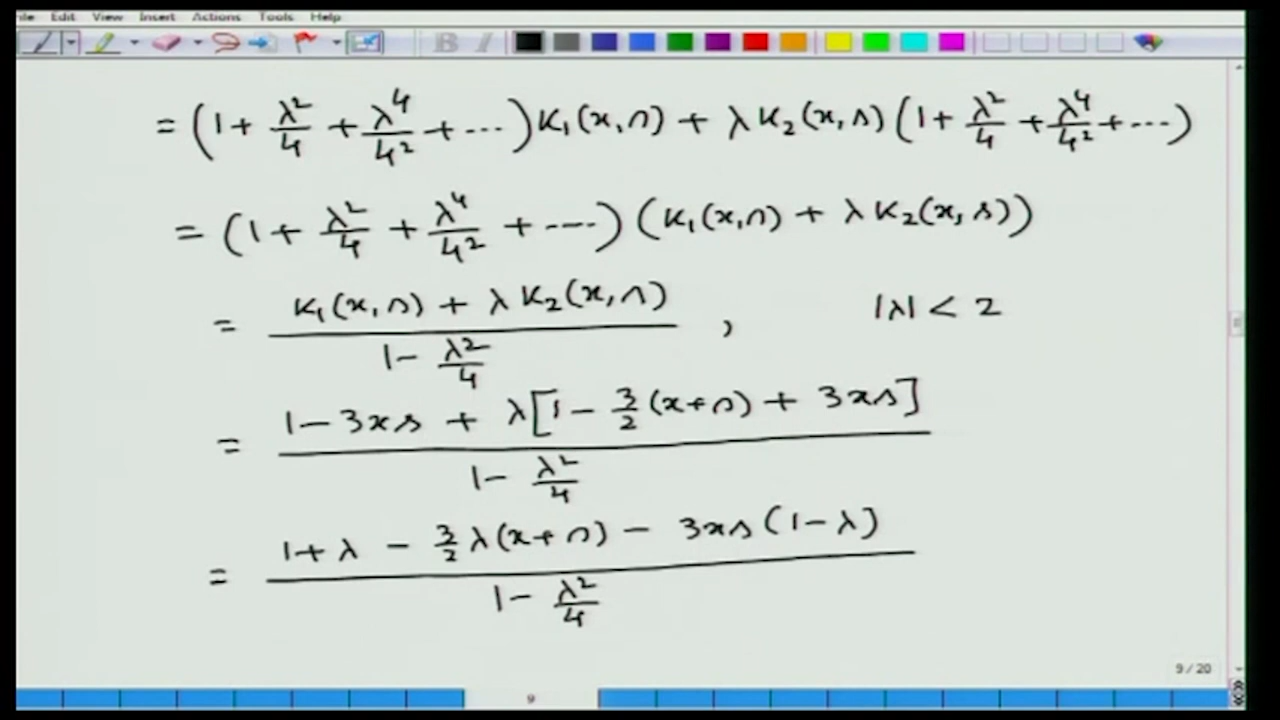 File Edit View Insert Actions Tools Help
= (1 + λ²/4 + λ⁴/4² + ...) K₁(x,s) + λ K₂(x,s) (1 + λ²/4 + λ⁴/4² + ...)
= (1 + λ²/4 + λ⁴/4² + ....) (K₁(x,s) + λ K₂(x,s))
= (K₁(x,s) + λ K₂(x,s)) / (1 - λ²/4) , |λ| < 2
= (1 - 3xs + λ[1 - 3/2 (x+s) + 3xs]) / (1 - λ²/4)
= (1 + λ - 3/2 λ(x+s) - 3xs(1-λ)) / (1 - λ²/4)
9 / 20
9